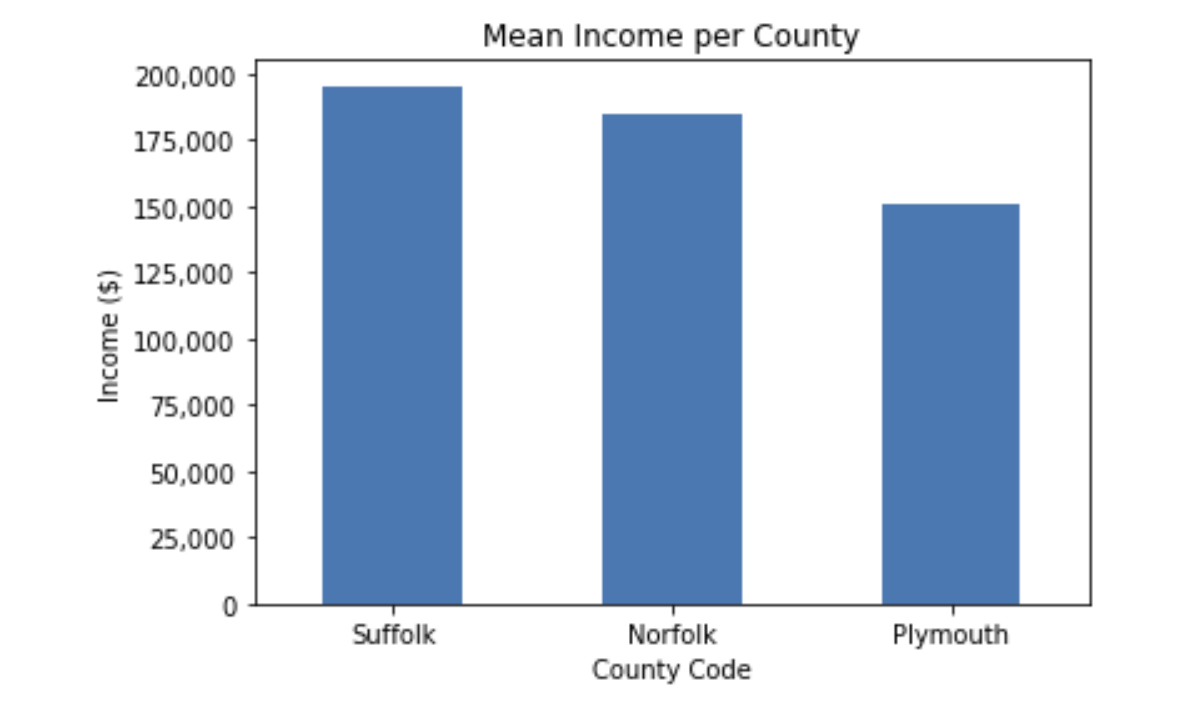 Mean Income per County
Income ($)
200,000
175,000
150,000
125,000
100,000
75,000
50,000
25,000
0
Suffolk Norfolk Plymouth
County Code